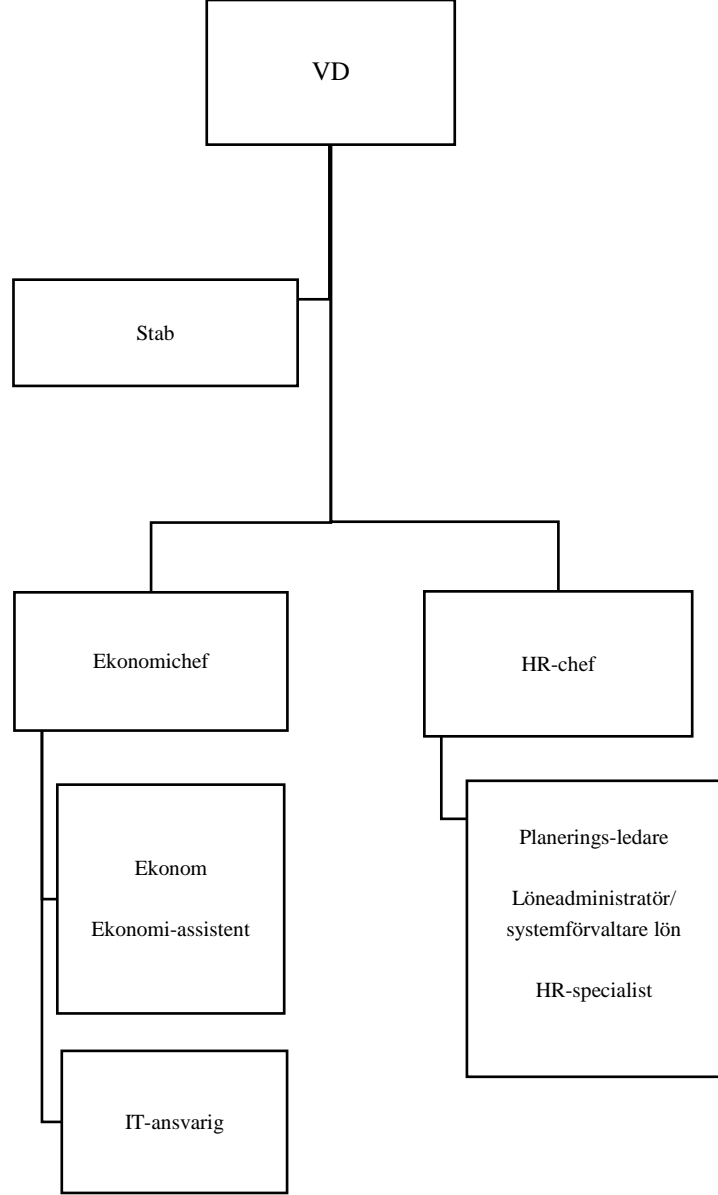 VD
Stab
Ekonomichef
HR-chef
Ekonom
Ekonomi-assistent
Planerings-ledare
Löneadministratör/
systemförvaltare lön
HR-specialist
IT-ansvarig